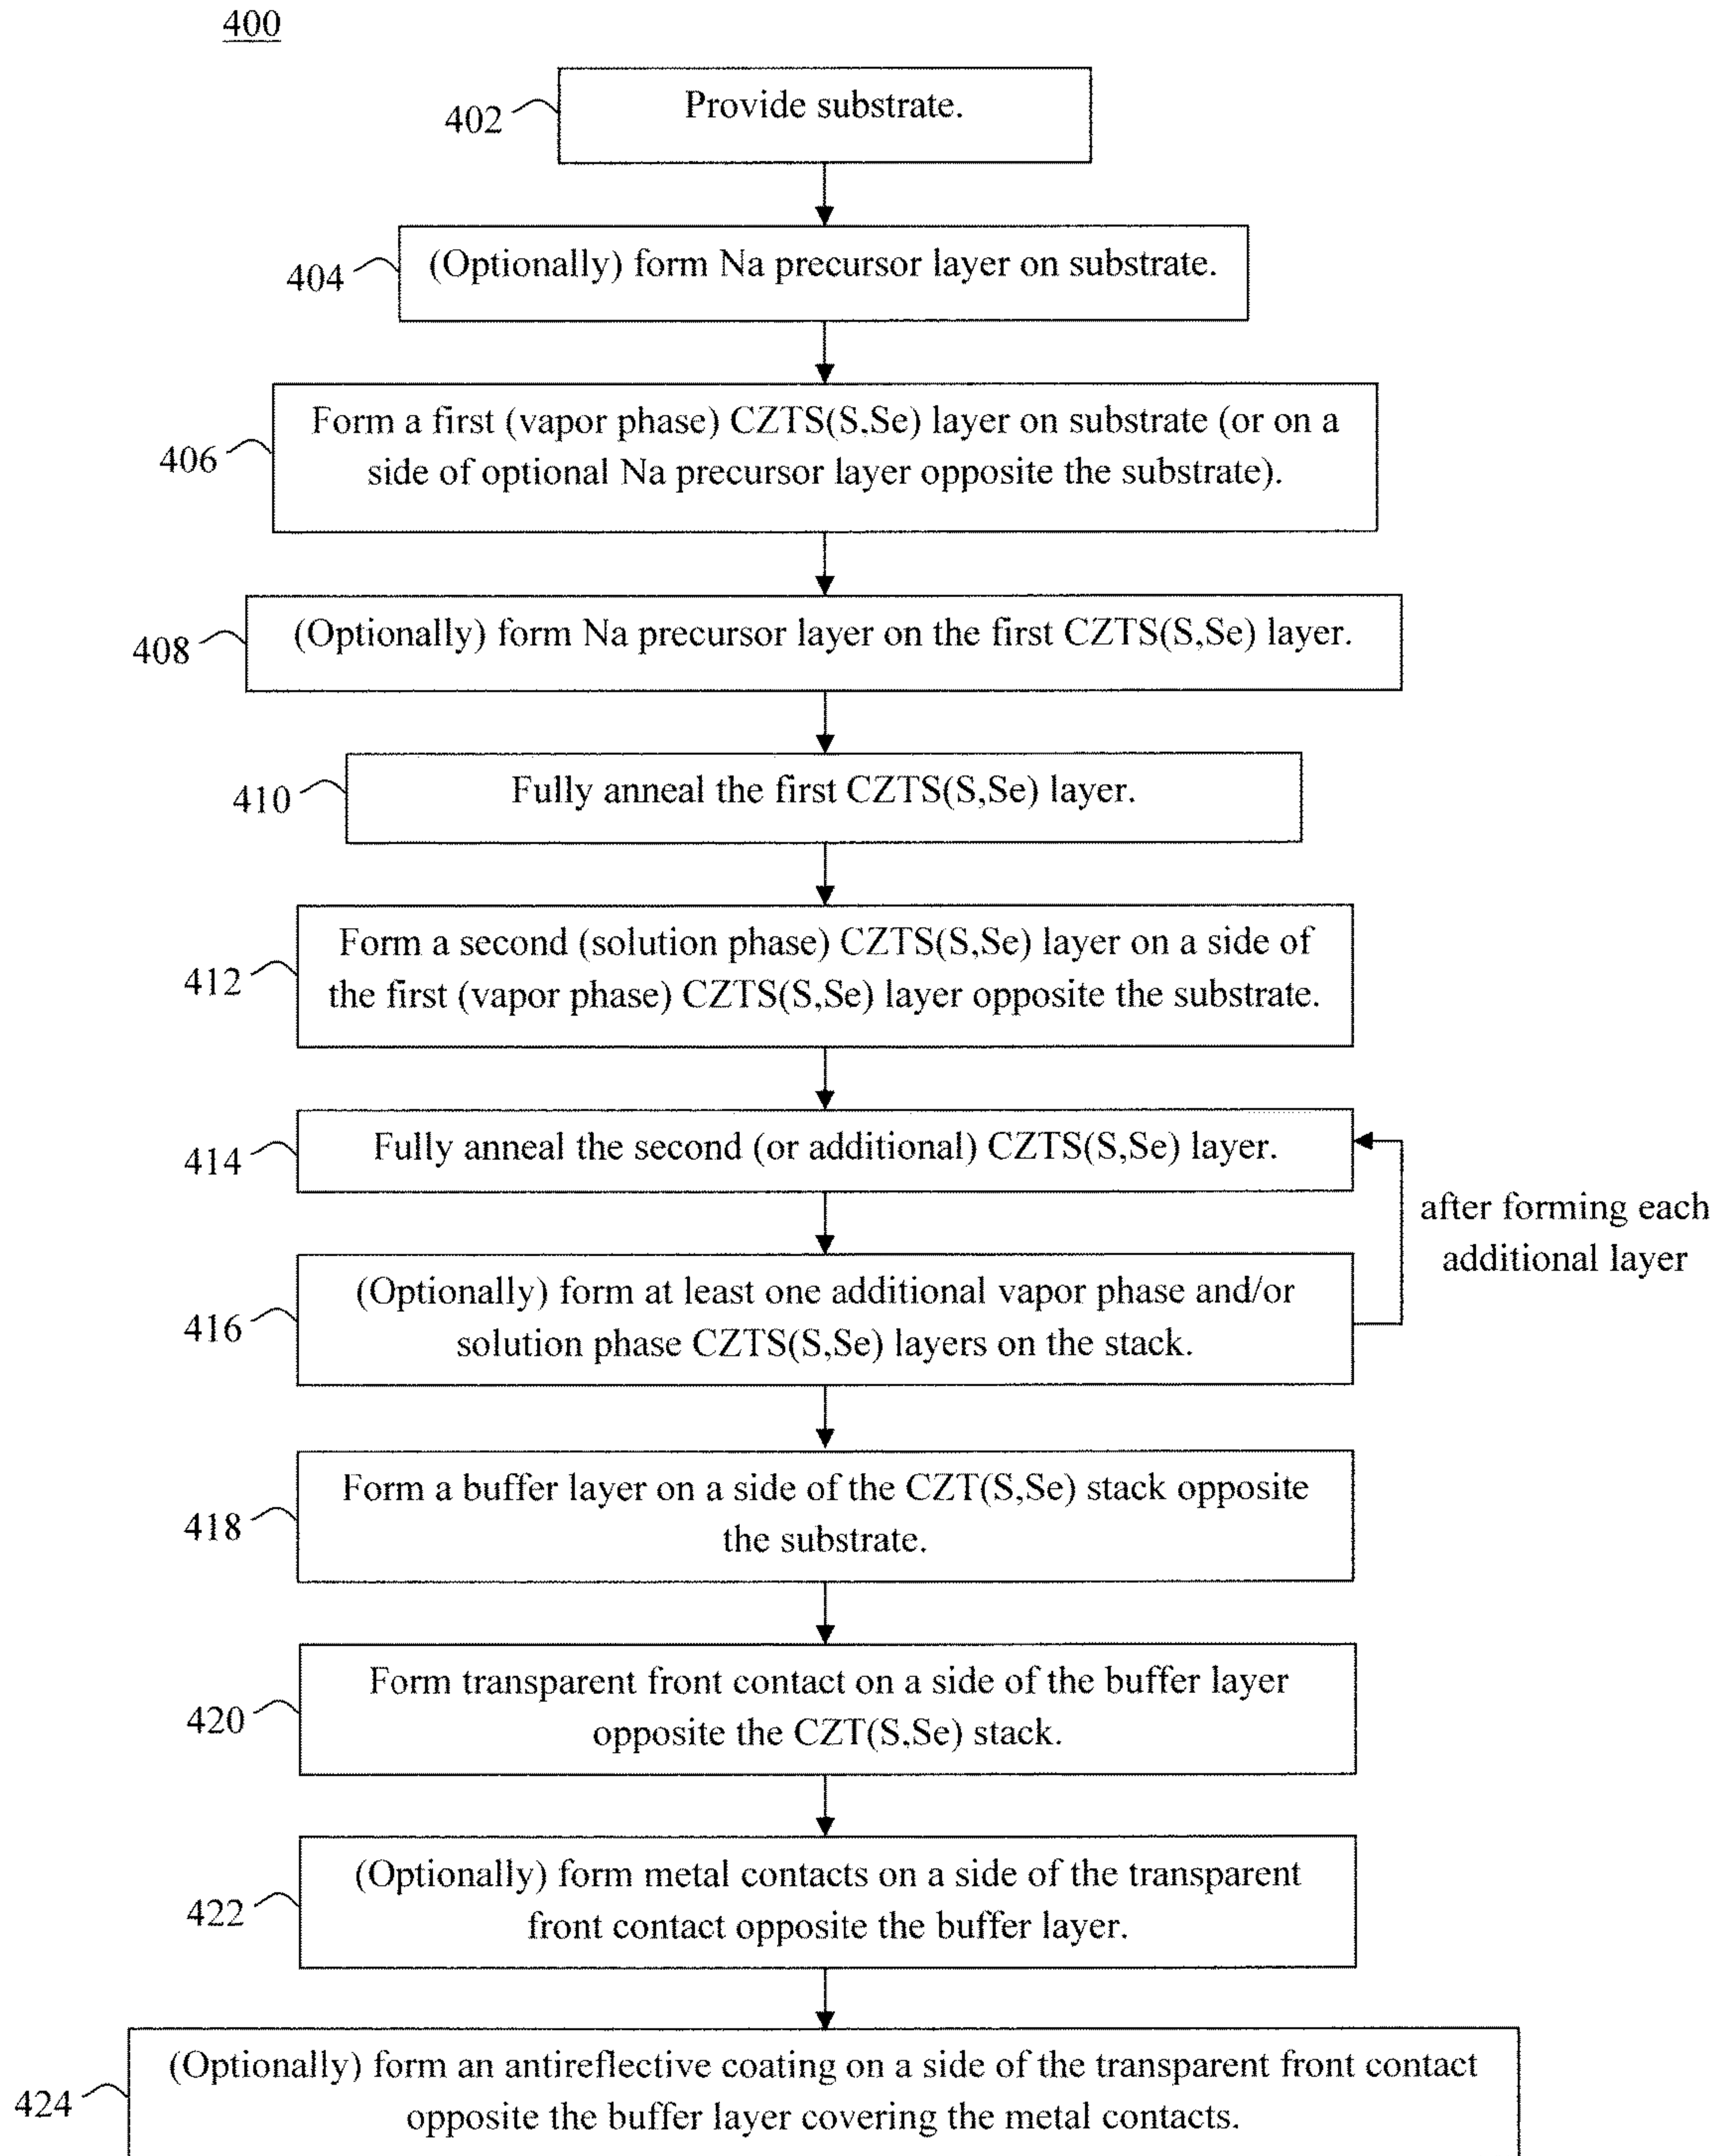 400
402
Provide substrate.
404
(Optionally) form Na precursor layer on substrate.
406
Form a first (vapor phase) CZTS(S,Se) layer on substrate (or on a
side of optional Na precursor layer opposite the substrate).
408
(Optionally) form Na precursor layer on the first CZTS(S,Se) layer.
410
Fully anneal the first CZTS(S,Se) layer.
412
Form a second (solution phase) CZTS(S,Se) layer on a side of
the first (vapor phase) CZTS(S,Se) layer opposite the substrate.
414
Fully anneal the second (or additional) CZTS(S,Se) layer.
after forming each
additional layer
416
(Optionally) form at least one additional vapor phase and/or
solution phase CZTS(S,Se) layers on the stack.
418
Form a buffer layer on a side of the CZT(S,Se) stack opposite
the substrate.
420
Form transparent front contact on a side of the buffer layer
opposite the CZT(S,Se) stack.
422
(Optionally) form metal contacts on a side of the transparent
front contact opposite the buffer layer.
424
(Optionally) form an antireflective coating on a side of the transparent front contact
opposite the buffer layer covering the metal contacts.